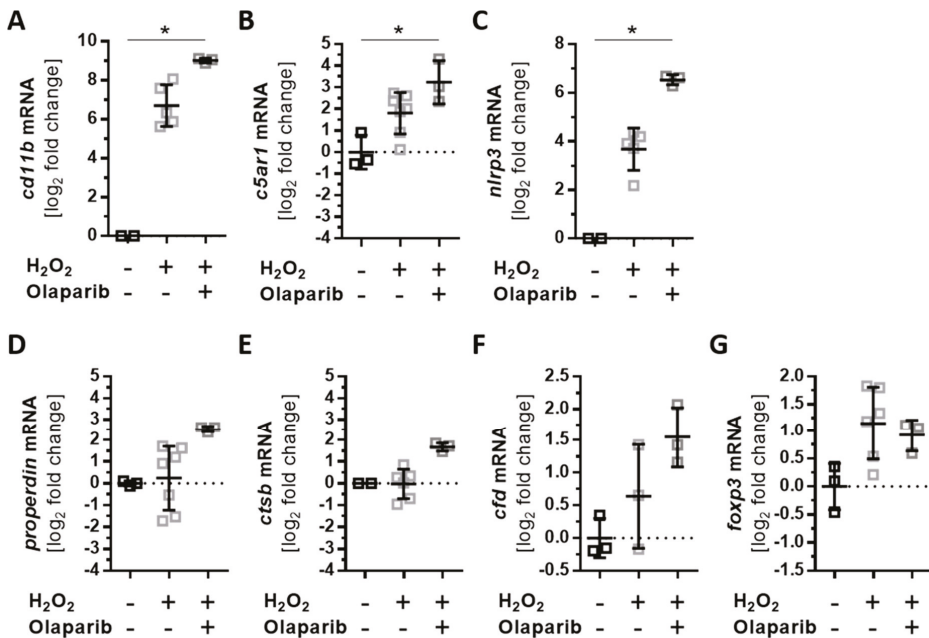 A
cd11b mRNA
[log2 fold change]
10
8
6
4
2
0
*
H2O2 - + +
Olaparib - - +
B
c5ar1 mRNA
[log2 fold change]
5
4
3
2
1
0
-1
-2
-3
-4
*
H2O2 - + +
Olaparib - - +
C
nlrp3 mRNA
[log2 fold change]
8
6
4
2
0
*
H2O2 - + +
Olaparib - - +
D
properdin mRNA
[log2 fold change]
5
4
3
2
1
0
-1
-2
-3
-4
H2O2 - + +
Olaparib - - +
E
ctsb mRNA
[log2 fold change]
5
4
3
2
1
0
-1
-2
-3
-4
H2O2 - + +
Olaparib - - +
F
cfd mRNA
[log2 fold change]
2.5
2.0
1.5
1.0
0.5
0.0
-0.5
H2O2 - + +
Olaparib - - +
G
foxp3 mRNA
[log2 fold change]
2.0
1.5
1.0
0.5
0.0
-0.5
-1.0
-1.5
H2O2 - + +
Olaparib - - +